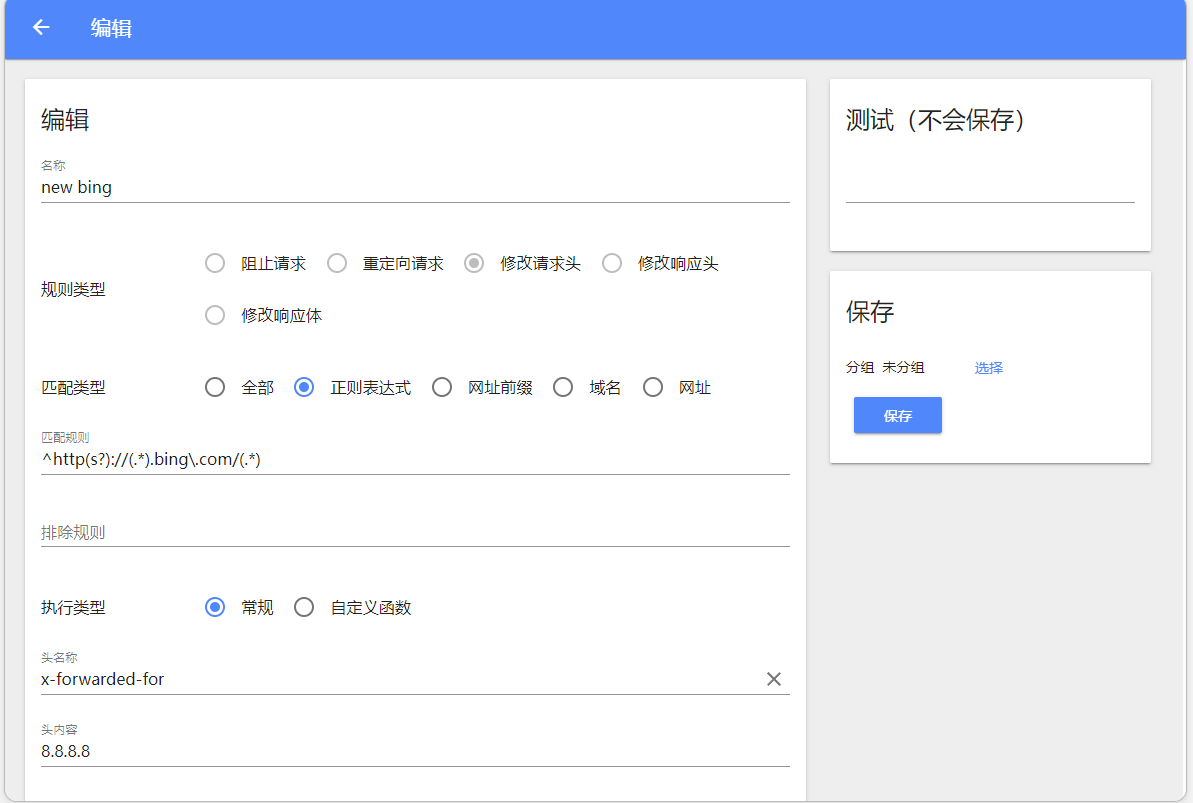 编辑
编辑
名称
new bing
规则类型
阻止请求 重定向请求 修改请求头 修改响应头
修改响应体
匹配类型 全部 正则表达式 网址前缀 域名 网址
匹配规则
^http(s?)://(.*).bing\.com/(.*)
排除规则
执行类型 常规 自定义函数
头名称
x-forwarded-for
头内容
8.8.8.8
测试（不会保存）
保存
分组 未分组 选择
保存